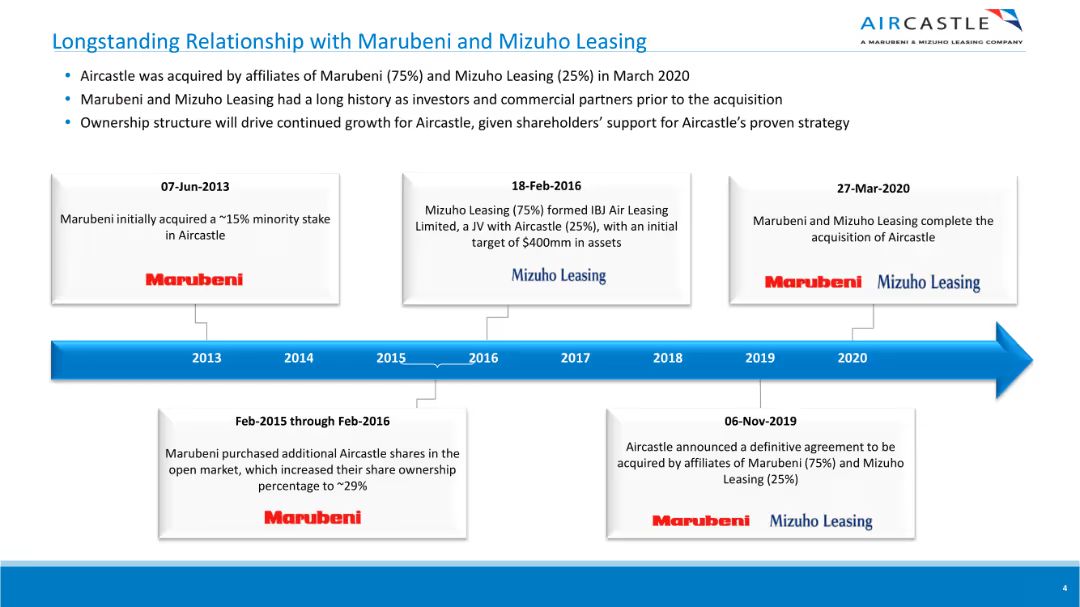 Longstanding Relationship with Marubeni and Mizuho Leasing
AIRCASTLE
A MARUBENI & MIZUHO LEASING COMPANY
• Aircastle was acquired by affiliates of Marubeni (75%) and Mizuho Leasing (25%) in March 2020
• Marubeni and Mizuho Leasing had a long history as investors and commercial partners prior to the acquisition
• Ownership structure will drive continued growth for Aircastle, given shareholders' support for Aircastle's proven strategy
07-Jun-2013
Marubeni initially acquired a ~15% minority stake
in Aircastle
Marubeni
18-Feb-2016
Mizuho Leasing (75%) formed IBJ Air Leasing
Limited, a JV with Aircastle (25%), with an initial
target of $400mm in assets
Mizuho Leasing
27-Mar-2020
Marubeni and Mizuho Leasing complete the
acquisition of Aircastle
Marubeni Mizuho Leasing
2013 2014 2015 2016 2017 2018 2019 2020
Feb-2015 through Feb-2016
Marubeni purchased additional Aircastle shares in the
open market, which increased their share ownership
percentage to ~29%
Marubeni
06-Nov-2019
Aircastle announced a definitive agreement to be
acquired by affiliates of Marubeni (75%) and Mizuho
Leasing (25%)
Marubeni Mizuho Leasing
4